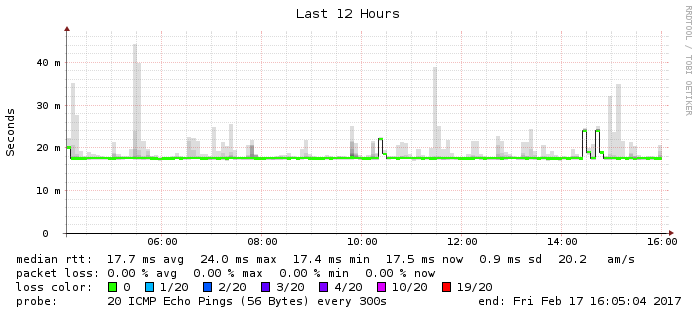 Last 12 Hours
RRDTOOL / TOBI OETIKER
Seconds
40 m
30 m
20 m
10 m
0
06:00 08:00 10:00 12:00 14:00 16:00
median rtt: 17.7 ms avg 24.0 ms max 17.4 ms min 17.5 ms now 0.9 ms sd 20.2 am/s
packet loss: 0.00 % avg 0.00 % max 0.00 % min 0.00 % now
loss color: 0 1/20 2/20 3/20 4/20 10/20 19/20
probe: 20 ICMP Echo Pings (56 Bytes) every 300s end: Fri Feb 17 16:05:04 2017